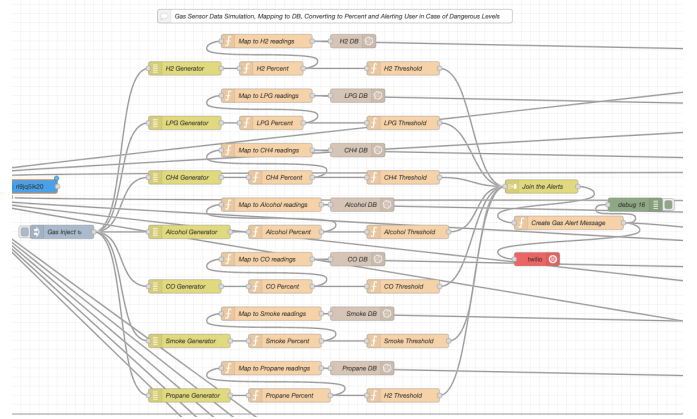 Gas Sensor Data Simulation, Mapping to DB, Converting to Percent and Alerting User in Case of Dangerous Levels
Map to H2 readings H2 DB
H2 Generator H2 Percent H2 Threshold
Map to LPG readings LPG DB
LPG Generator LPG Percent LPG Threshold
Map to CH4 readings CH4 DB
CH4 Generator CH4 Percent CH4 Threshold
Join the Alerts
Map to Alcohol readings Alcohol DB
debug 16
Create Gas Alert Message
Gas Inject ↻ Alcohol Generator Alcohol Percent Alcohol Threshold
Map to CO readings CO DB
twilio
CO Generator CO Percent CO Threshold
Map to Smoke readings Smoke DB
Smoke Generator Smoke Percent Smoke Threshold
Map to Propane readings Propane DB
Propane Generator Propane Percent H2 Threshold